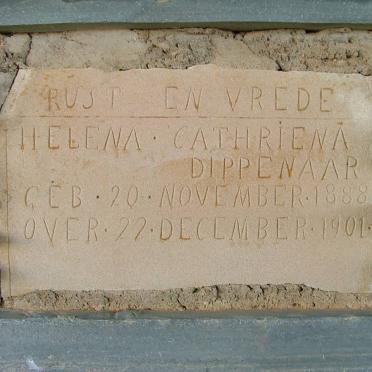 RUST EN VREDE
HELENA · CATHRIENA
DIPPENAAR
GEB · 20 · NOVEMBER · 1888
OVER · 22 · DECEMBER · 1901 ·